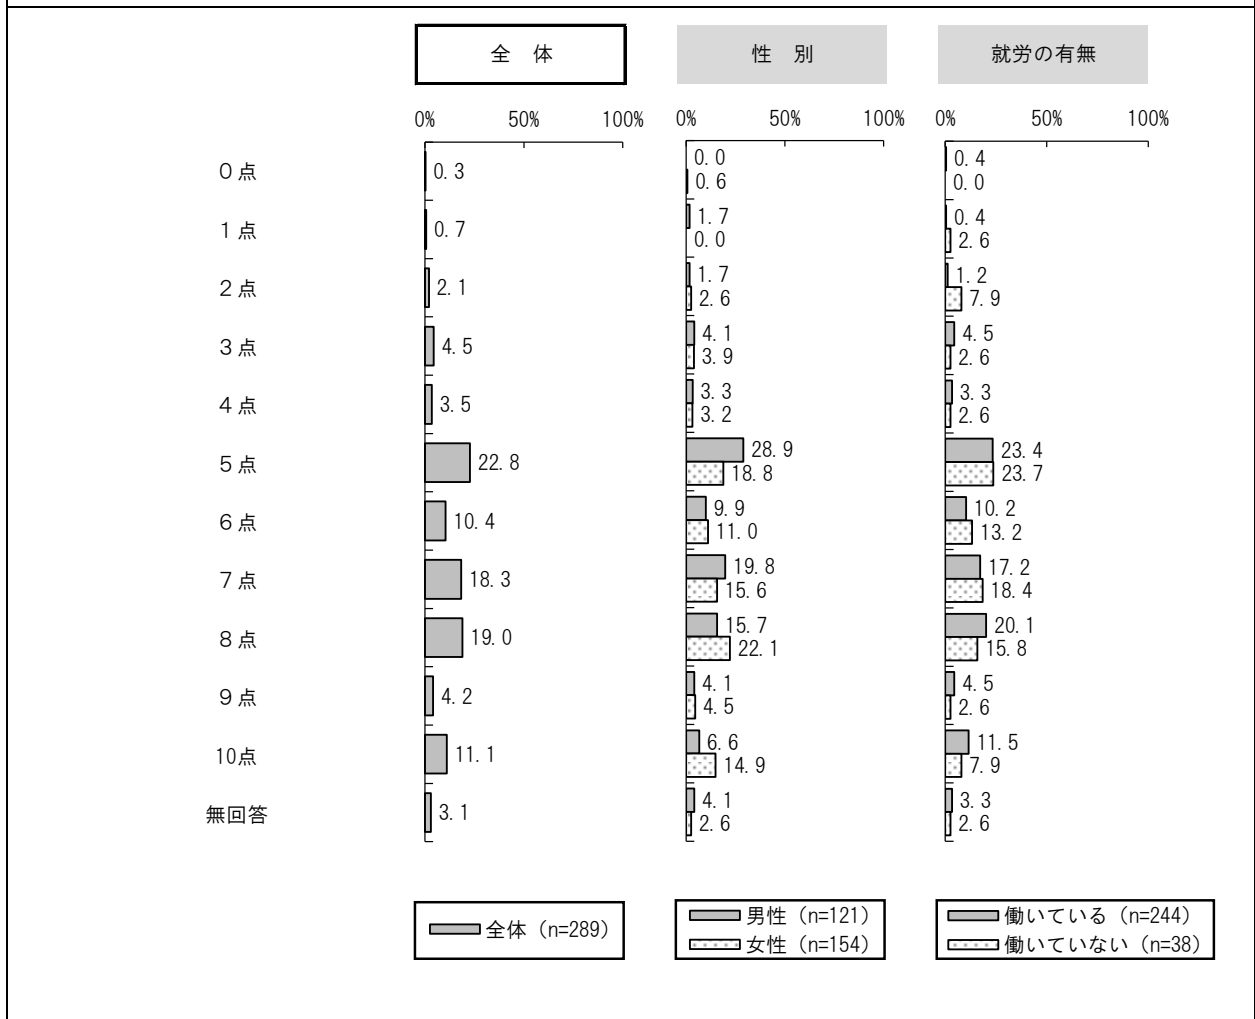 全　体　性　別　就労の有無
0%　50%　100%　0%　50%　100%　0%　50%　100%
０点　0.3　0.0　0.6　0.4　0.0
１点　0.7　1.7　0.0　0.4　2.6
２点　2.1　1.7　2.6　1.2　7.9
３点　4.5　4.1　3.9　4.5　2.6
４点　3.5　3.3　3.2　3.3　2.6
５点　22.8　28.9　18.8　23.4　23.7
６点　10.4　9.9　11.0　10.2　13.2
７点　18.3　19.8　15.6　17.2　18.4
８点　19.0　15.7　22.1　20.1　15.8
９点　4.2　4.1　4.5　4.5　2.6
10点　11.1　6.6　14.9　11.5　7.9
無回答　3.1　4.1　2.6　3.3　2.6
全体（n=289）
男性（n=121）
女性（n=154）
働いている（n=244）
働いていない（n=38）